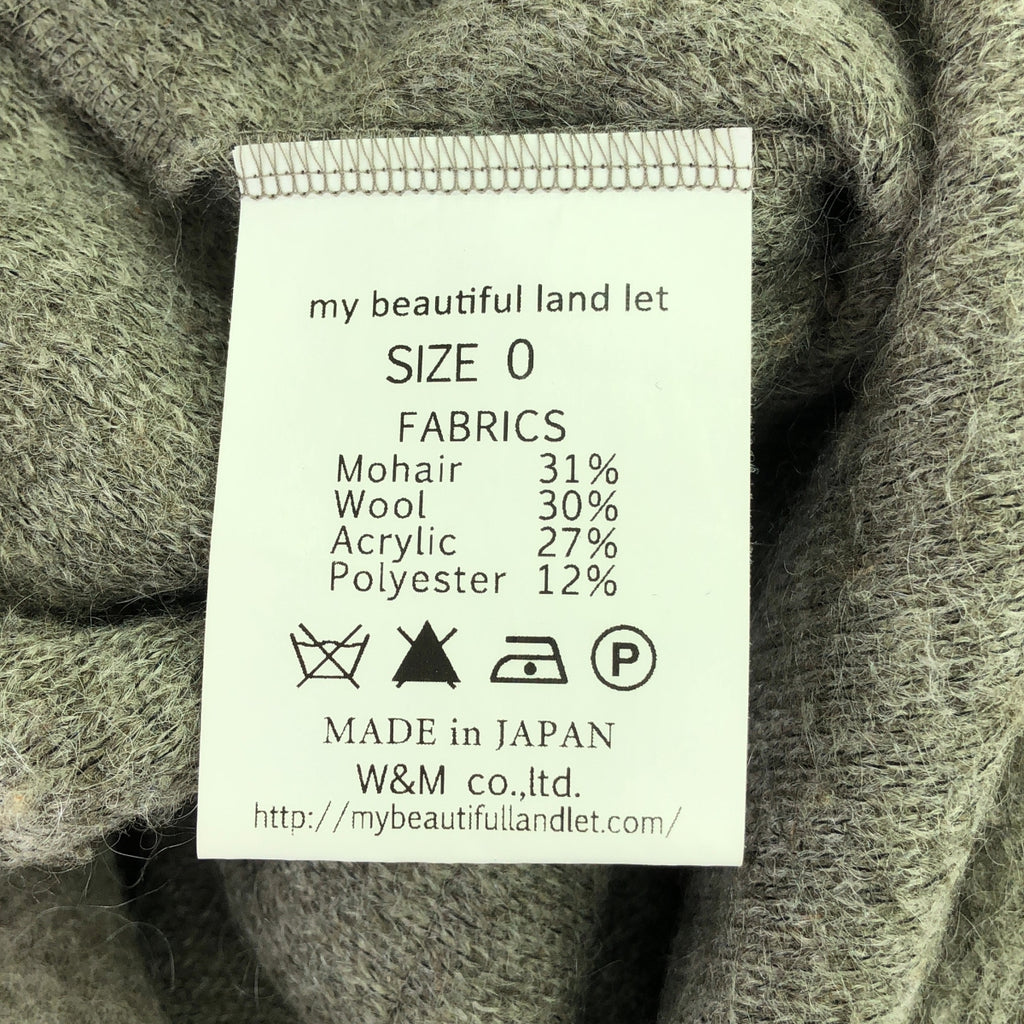 my beautiful land let
SIZE 0
FABRICS
Mohair 31%
Wool 30%
Acrylic 27%
Polyester 12%
P
MADE in JAPAN
W&M co.,ltd.
http://mybeautifullandlet.com/